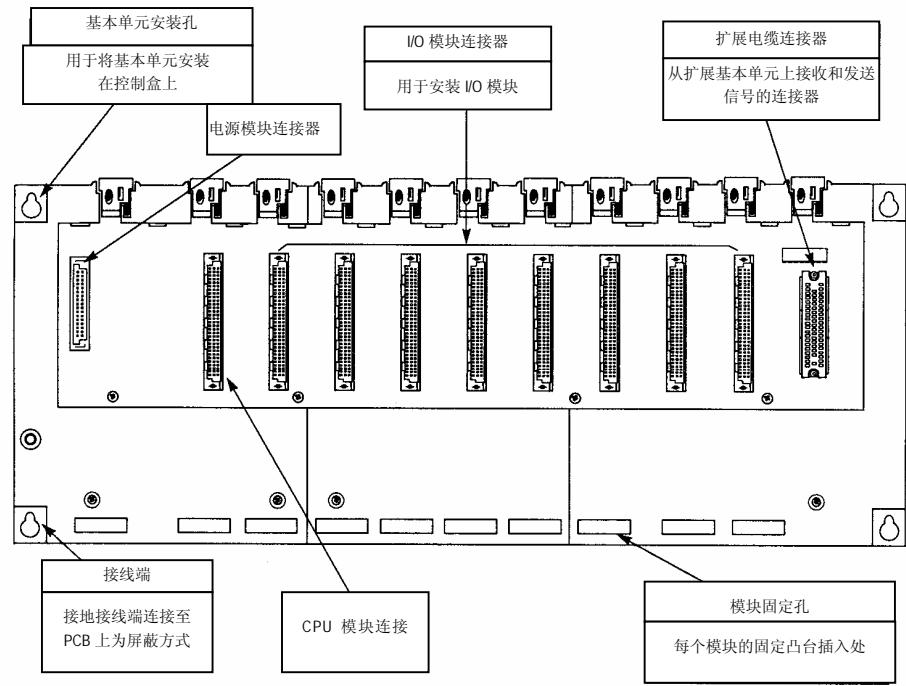 基本单元安装孔
用于将基本单元安装
在控制盒上
I/O 模块连接器
用于安装 I/O 模块
扩展电缆连接器
从扩展基本单元上接收和发送
信号的连接器
电源模块连接器
接线端
接地接线端连接至
PCB 上为屏蔽方式
CPU 模块连接
模块固定孔
每个模块的固定凸台插入处